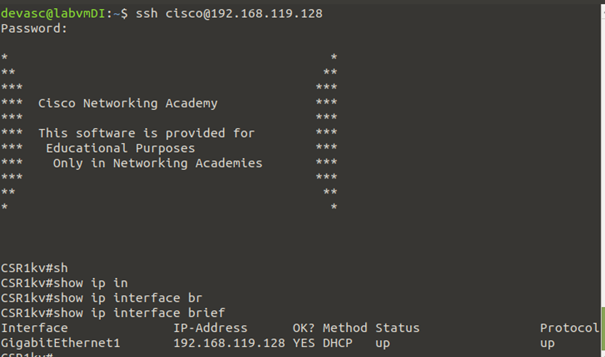 devasc@labvmDI:~$ ssh cisco@192.168.119.128
Password:
*                                           *
**                                         **
***                                       ***
***  Cisco Networking Academy             ***
***                                       ***
***  This software is provided for        ***
***   Educational Purposes                ***
***    Only in Networking Academies       ***
***                                       ***
**                                         **
*                                           *
CSR1kv#sh
CSR1kv#show ip in
CSR1kv#show ip interface br
CSR1kv#show ip interface brief
Interface              IP-Address      OK? Method Status                Protocol
GigabitEthernet1       192.168.119.128 YES DHCP   up                    up
CSR1kv#